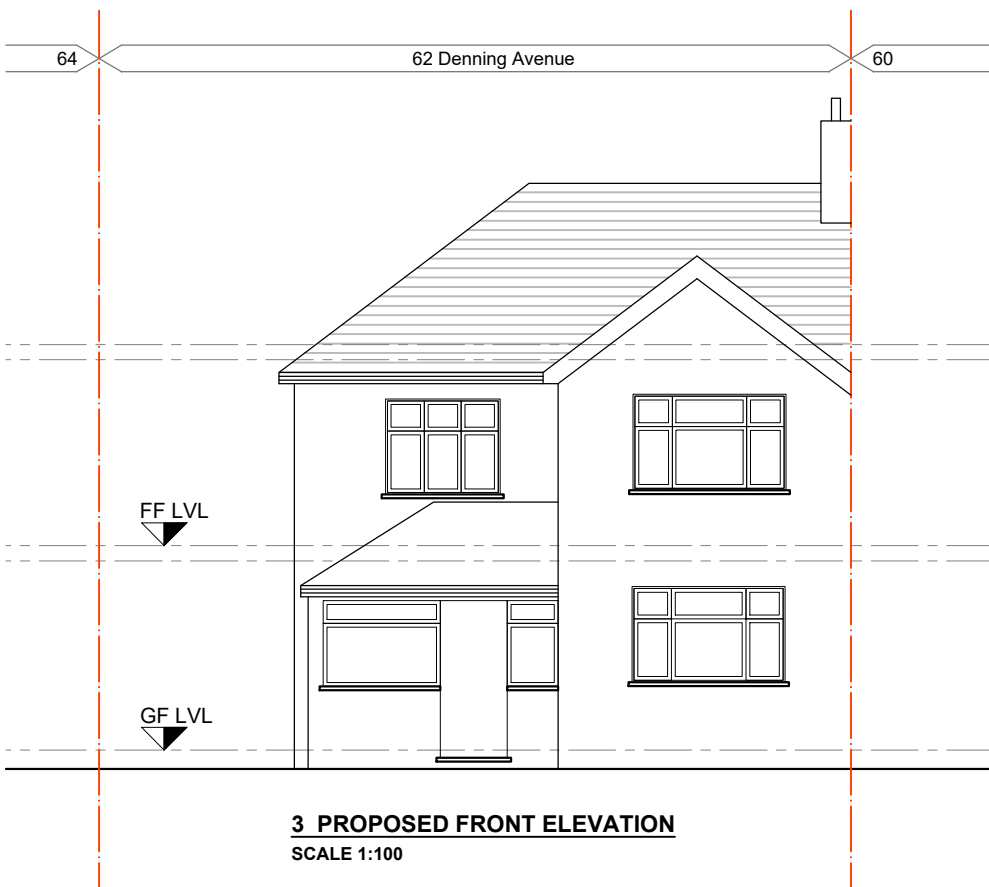 64
62 Denning Avenue
60
FF LVL
GF LVL
3 PROPOSED FRONT ELEVATION
SCALE 1:100